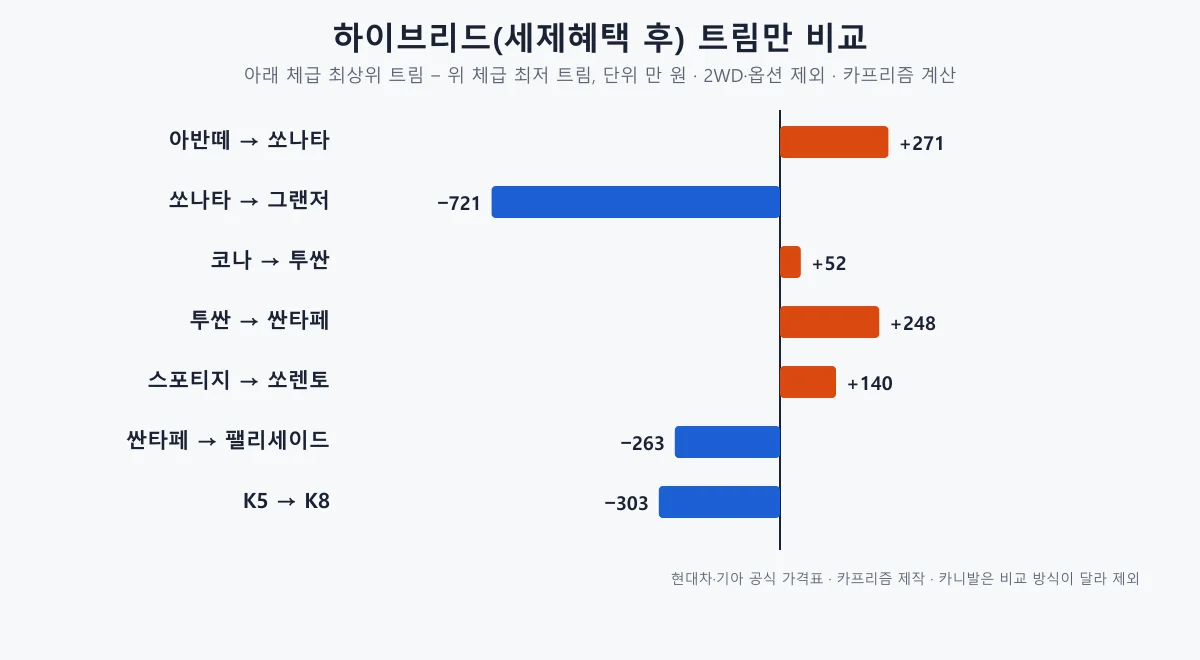 하이브리드(세제혜택 후) 트림만 비교
아래 체급 최상위 트림 − 위 체급 최저 트림, 단위 만 원 · 2WD·옵션 제외 · 카프리즘 계산
아반떼 → 쏘나타 +271
쏘나타 → 그랜저 −721
코나 → 투싼 +52
투싼 → 싼타페 +248
스포티지 → 쏘렌토 +140
싼타페 → 팰리세이드 −263
K5 → K8 −303
현대차·기아 공식 가격표 · 카프리즘 제작 · 카니발은 비교 방식이 달라 제외